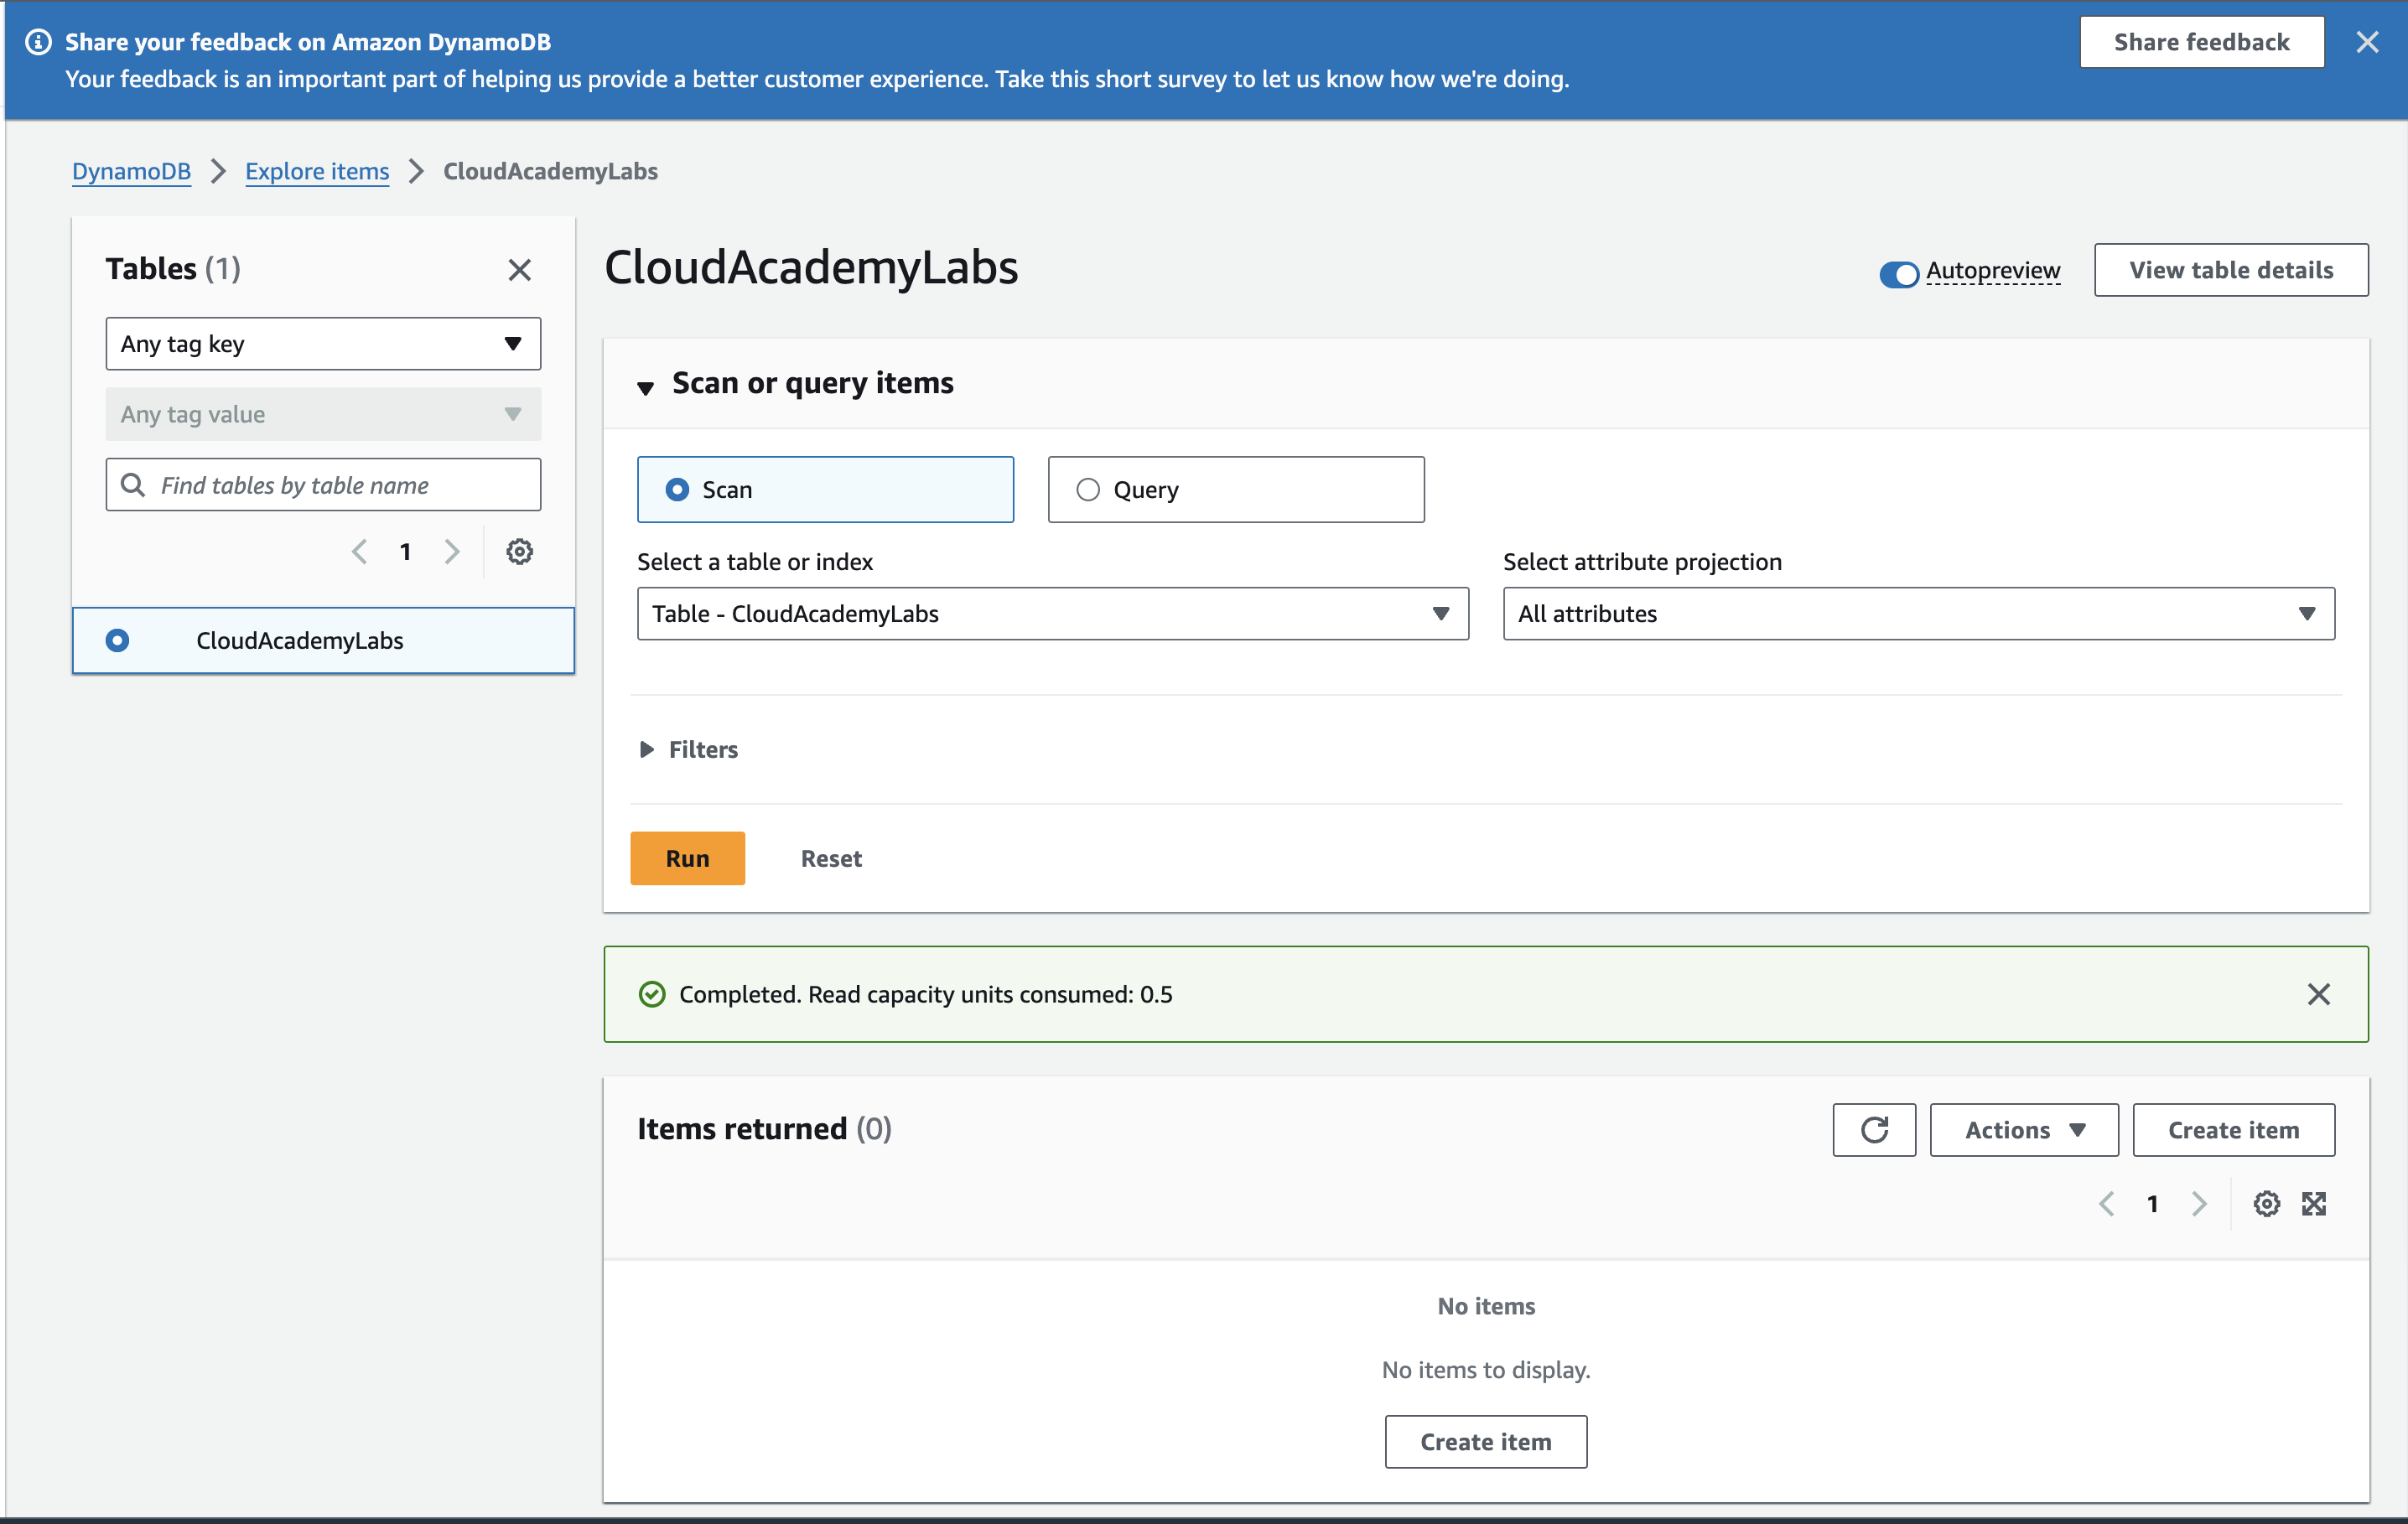 Share your feedback on Amazon DynamoDB
Your feedback is an important part of helping us provide a better customer experience. Take this short survey to let us know how we're doing.
Share feedback
DynamoDB
Explore items
CloudAcademyLabs
Tables (1)
Any tag key
Any tag value
Find tables by table name
1
CloudAcademyLabs
CloudAcademyLabs
Autopreview
View table details
Scan or query items
Scan
Query
Select a table or index
Table - CloudAcademyLabs
Select attribute projection
All attributes
Filters
Run
Reset
Completed. Read capacity units consumed: 0.5
Items returned (0)
Actions
Create item
1
No items
No items to display.
Create item